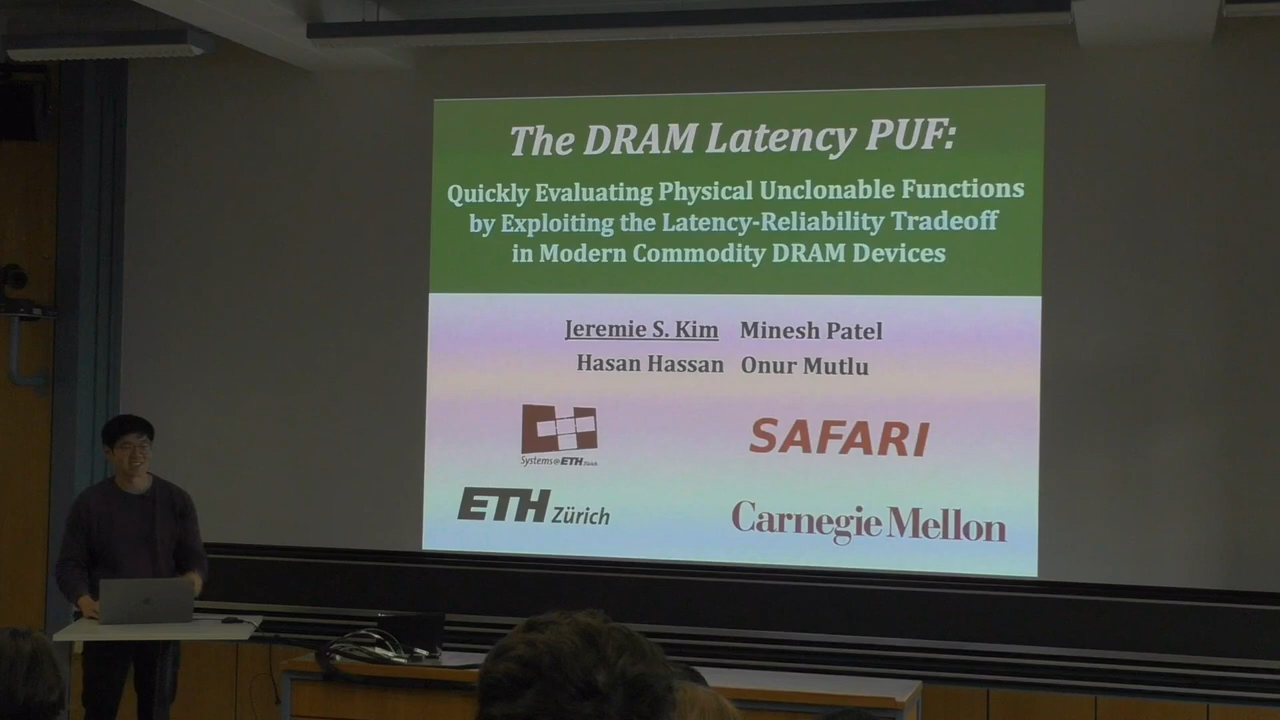 The DRAM Latency PUF:
Quickly Evaluating Physical Unclonable Functions
by Exploiting the Latency-Reliability Tradeoff
in Modern Commodity DRAM Devices
Jeremie S. Kim Minesh Patel
Hasan Hassan Onur Mutlu
Systems@ETH Zürich
SAFARI
ETH Zürich
Carnegie Mellon